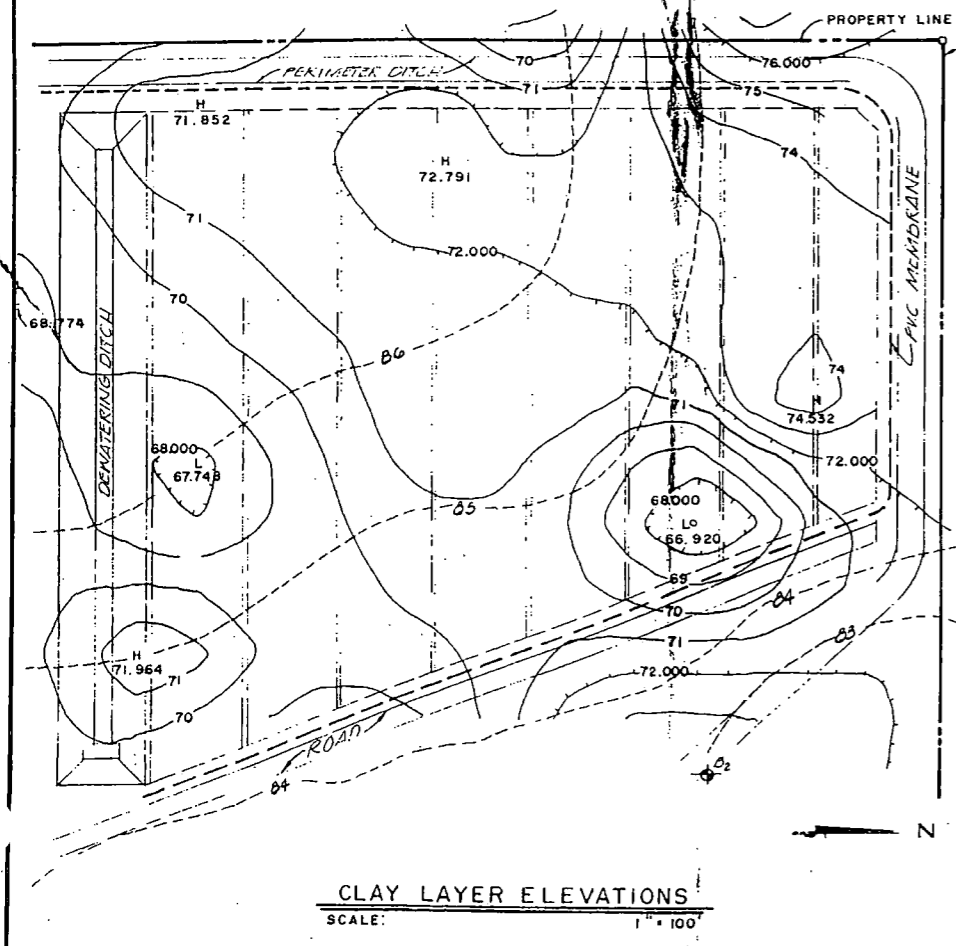 PROPERTY LINE
70
76.000
PERIMETER DITCH
71
75
H
71.852
74
H
72.791
PVC MEMBRANE
71
72.000
70
68.774
86
DEWATERING DITCH
74
71
H
74.532
68.000
L
67.748
72.000
68.000
85
Lo
66.920
69
84
70
83
71
H
71.964
71
72.000
70
ROAD
84
B2
N
CLAY LAYER ELEVATIONS
SCALE: 1" = 100'